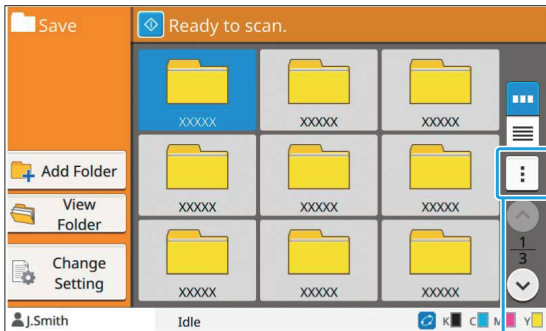 Save
Ready to scan.
XXXXX XXXXX XXXXX
Add Folder
XXXXX XXXXX XXXXX
View
Folder
1
3
Change
Setting
XXXXX XXXXX XXXXX
J.Smith Idle K C M Y